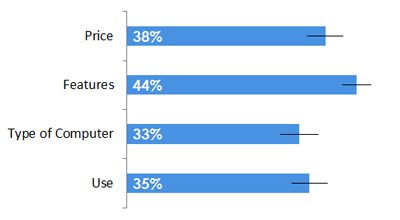 Price 38%
Features 44%
Type of Computer 33%
Use 35%